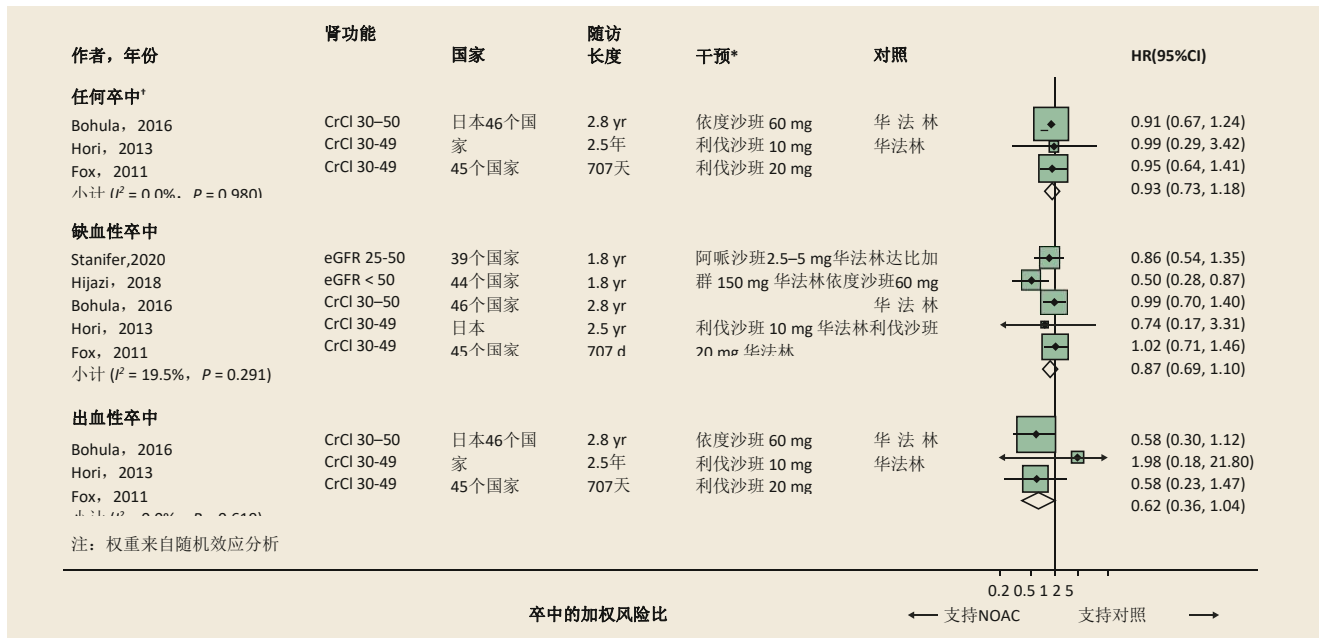 作者，年份 肾功能 国家 随访长度 干预* 对照 HR(95%CI)
任何卒中†
Bohula，2016 CrCl 30–50 日本46个国 2.8 yr 依度沙班 60 mg 华 法 林 0.91 (0.67, 1.24)
Hori，2013 CrCl 30-49 家 2.5年 利伐沙班 10 mg 华法林 0.99 (0.29, 3.42)
Fox，2011 CrCl 30-49 45个国家 707天 利伐沙班 20 mg 0.95 (0.64, 1.41)
小计 (I² = 0.0%，P = 0.980) 0.93 (0.73, 1.18)
缺血性卒中
Stanifer,2020 eGFR 25-50 39个国家 1.8 yr 阿哌沙班2.5–5 mg华法林达比加 0.86 (0.54, 1.35)
Hijazi，2018 eGFR < 50 44个国家 1.8 yr 群 150 mg 华法林依度沙班60 mg 0.50 (0.28, 0.87)
Bohula，2016 CrCl 30–50 46个国家 2.8 yr 华 法 林 0.99 (0.70, 1.40)
Hori，2013 CrCl 30-49 日本 2.5 yr 利伐沙班 10 mg 华法林利伐沙班 0.74 (0.17, 3.31)
Fox，2011 CrCl 30-49 45个国家 707 d 20 mg 华法林 1.02 (0.71, 1.46)
小计 (I² = 19.5%，P = 0.291) 0.87 (0.69, 1.10)
出血性卒中
Bohula，2016 CrCl 30–50 日本46个国 2.8 yr 依度沙班 60 mg 华 法 林 0.58 (0.30, 1.12)
Hori，2013 CrCl 30-49 家 2.5年 利伐沙班 10 mg 华法林 1.98 (0.18, 21.80)
Fox，2011 CrCl 30-49 45个国家 707天 利伐沙班 20 mg 0.58 (0.23, 1.47)
0.62 (0.36, 1.04)
注：权重来自随机效应分析
0.2 0.5 1 2 5
卒中的加权风险比 支持NOAC 支持对照